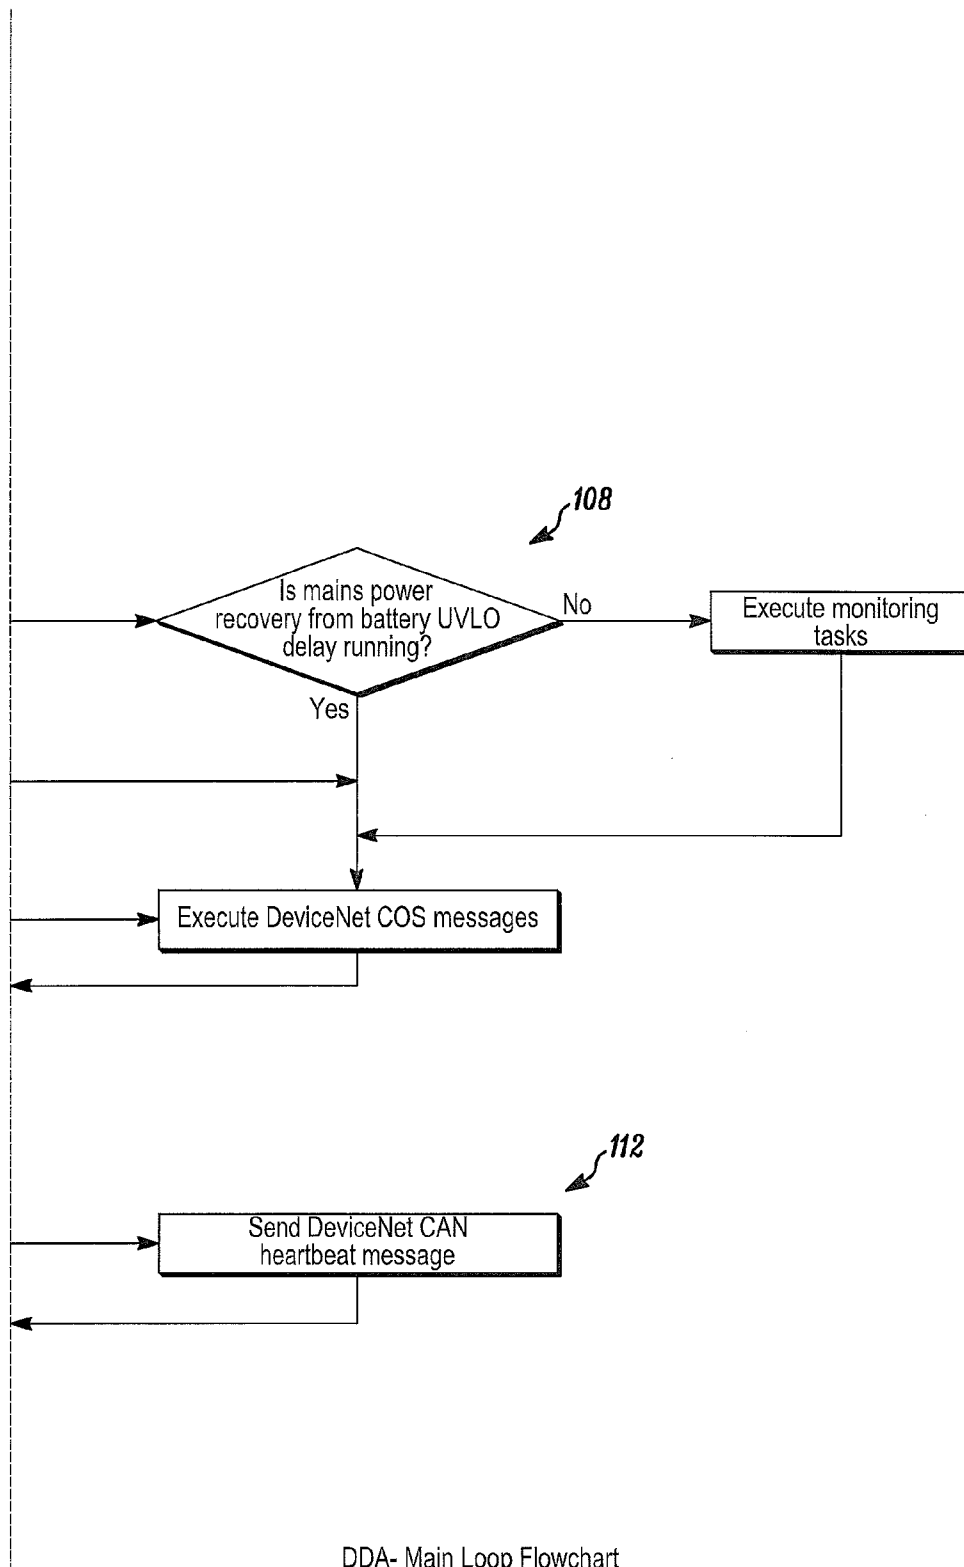 108
Is mains power
recovery from battery UVLO
delay running?
No
Execute monitoring
tasks
Yes
Execute DeviceNet COS messages
112
Send DeviceNet CAN
heartbeat message
DDA- Main Loop Flowchart